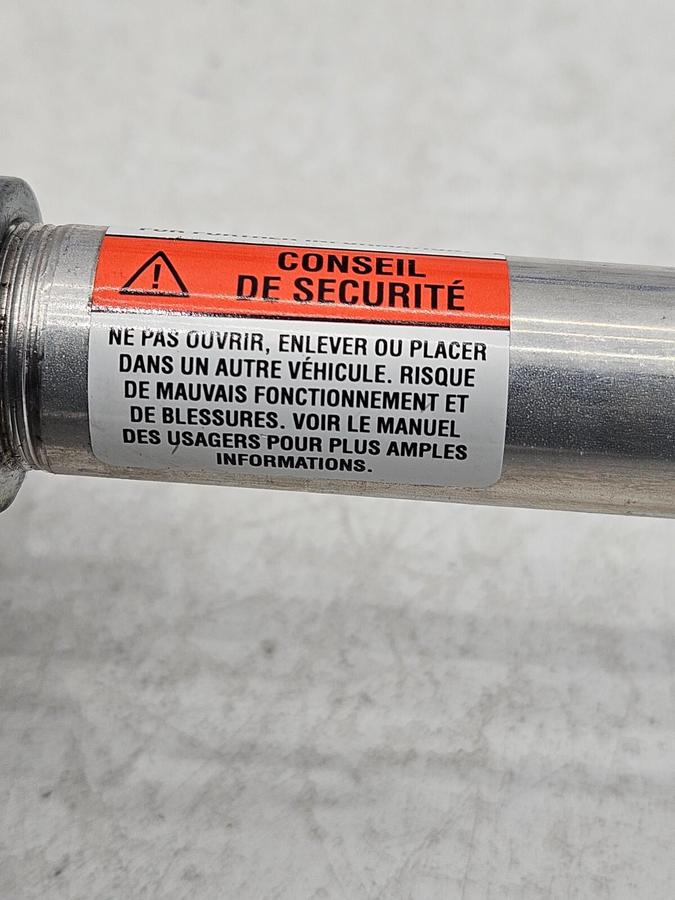 CONSEIL
DE SECURITÉ
NE PAS OUVRIR, ENLEVER OU PLACER
DANS UN AUTRE VÉHICULE. RISQUE
DE MAUVAIS FONCTIONNEMENT ET
DE BLESSURES. VOIR LE MANUEL
DES USAGERS POUR PLUS AMPLES
INFORMATIONS.